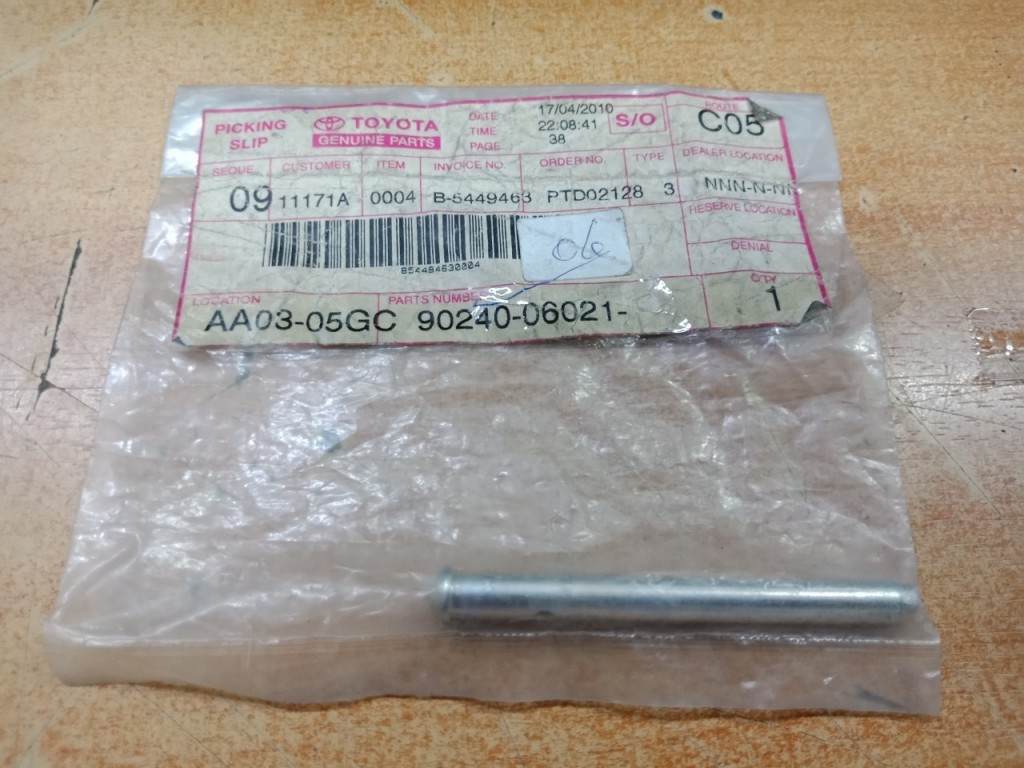 PICKING SLIP
TOYOTA
GENUINE PARTS
DATE 17/04/2010
TIME 22:08:41
PAGE 38
S/O
ROUTE
C05
SEQUE. CUSTOMER ITEM INVOICE NO. ORDER NO. TYPE DEALER LOCATION
09 11171A 0004 B-5449463 PTD02128 3 NNN-N-NN
RESERVE LOCATION
DENIAL
854494630004
LOCATION PARTS NUMBER QTY
AA03-05GC 90240-06021- 1